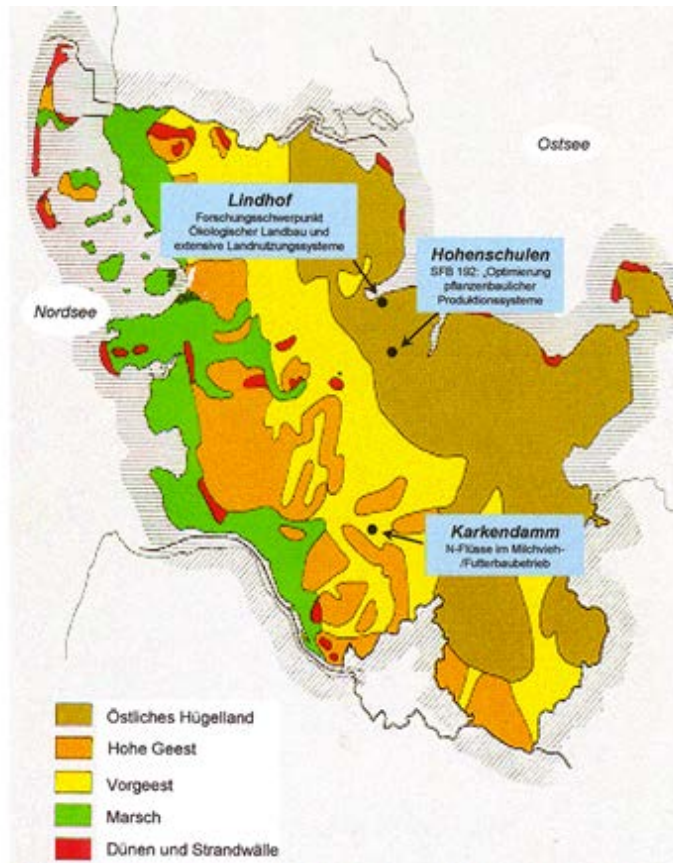 Ostsee
Lindhof
Forschungsschwerpunkt
Ökologischer Landbau und
extensive Landnutzungssysteme
Hohenschulen
SFB 192: „Optimierung
pflanzenbaulicher
Produktionssysteme
Nordsee
Karkendamm
N-Flüsse im Milchvieh-
/Futterbaubetrieb
Östliches Hügelland
Hohe Geest
Vorgeest
Marsch
Dünen und Strandwälle